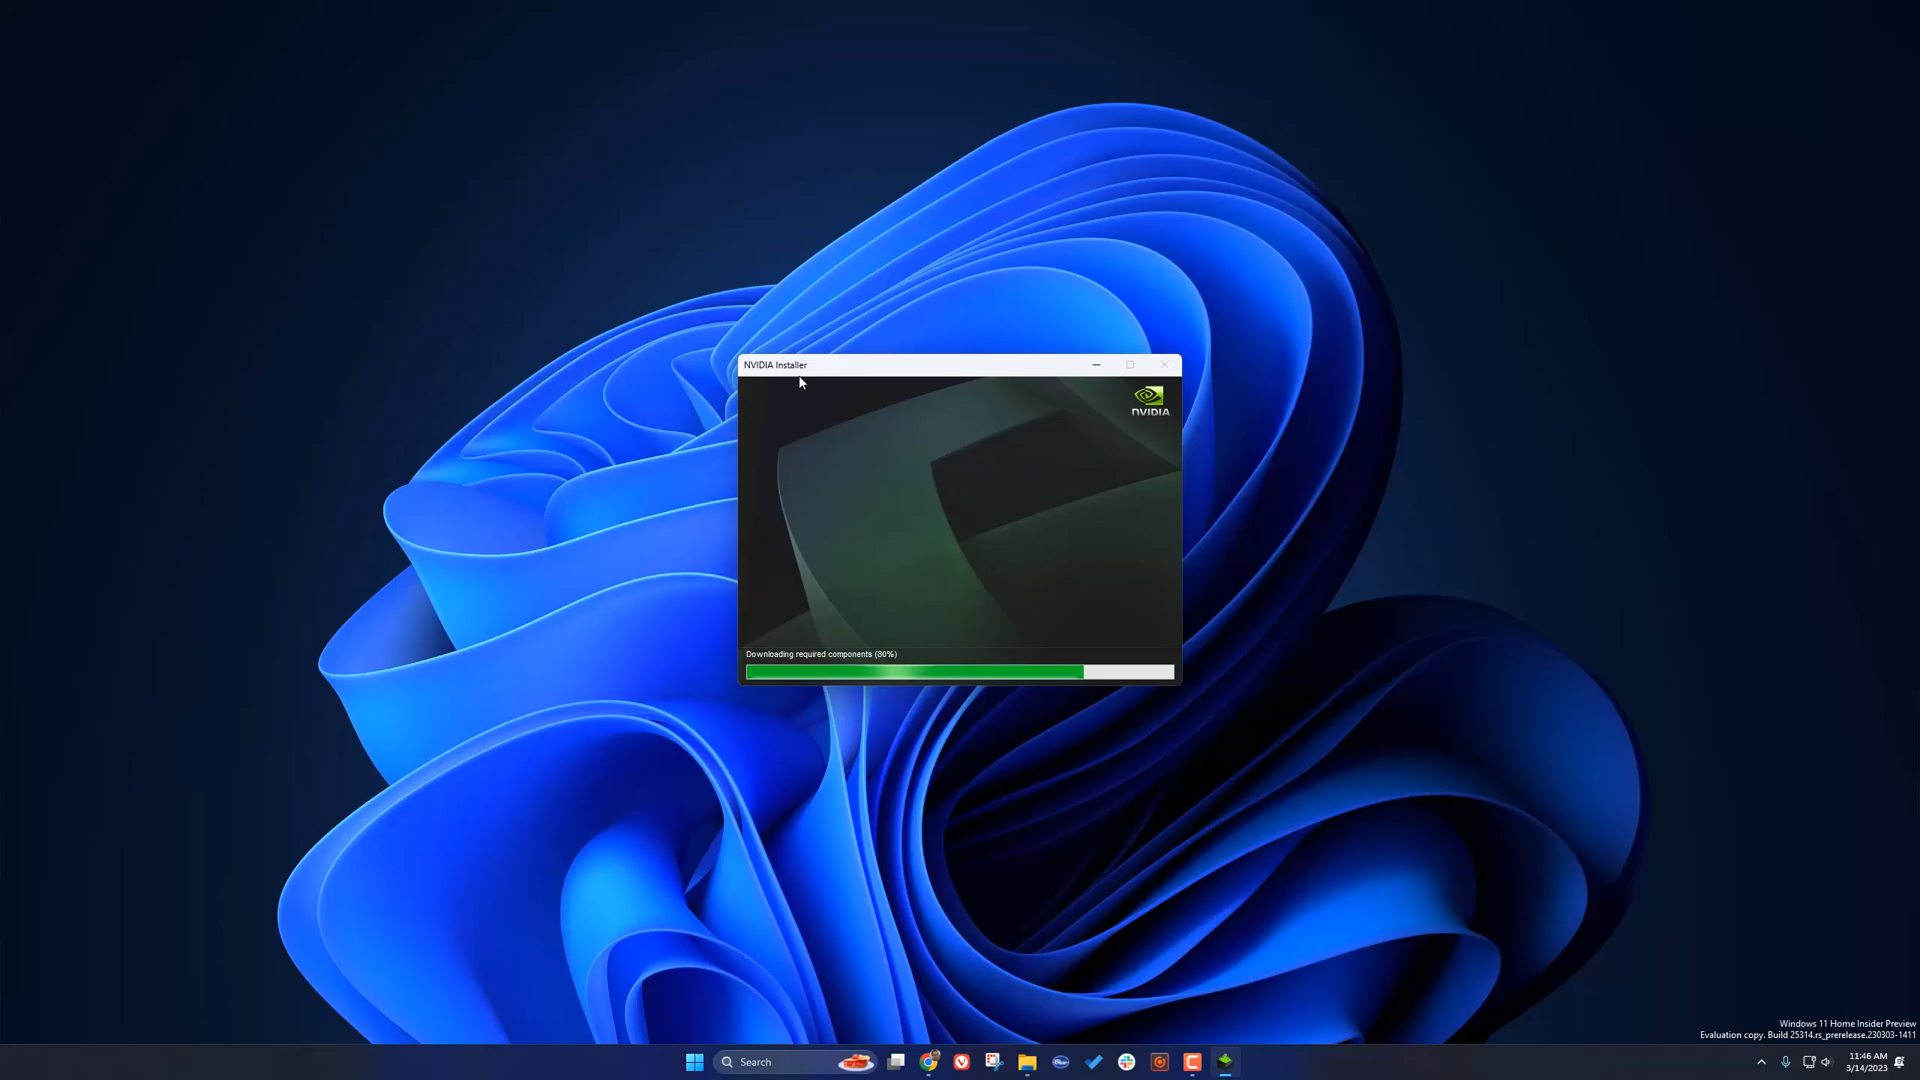 NVIDIA Installer
NVIDIA
Downloading required components (80%)
Windows 11 Home Insider Preview
Evaluation copy. Build 25314.rs_prerelease.230303-1411
Search
11:46 AM
3/14/2023